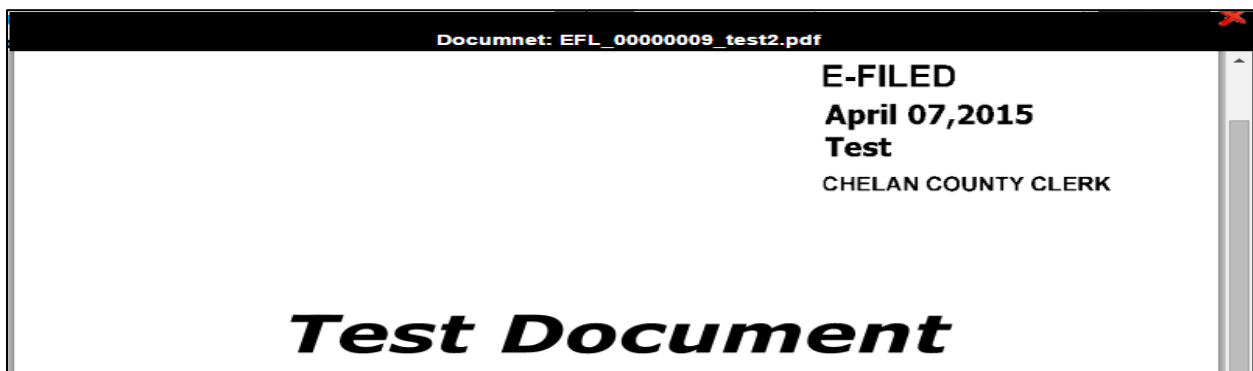 Documnet: EFL_00000009_test2.pdf
E-FILED
April 07,2015
Test
CHELAN COUNTY CLERK
Test Document